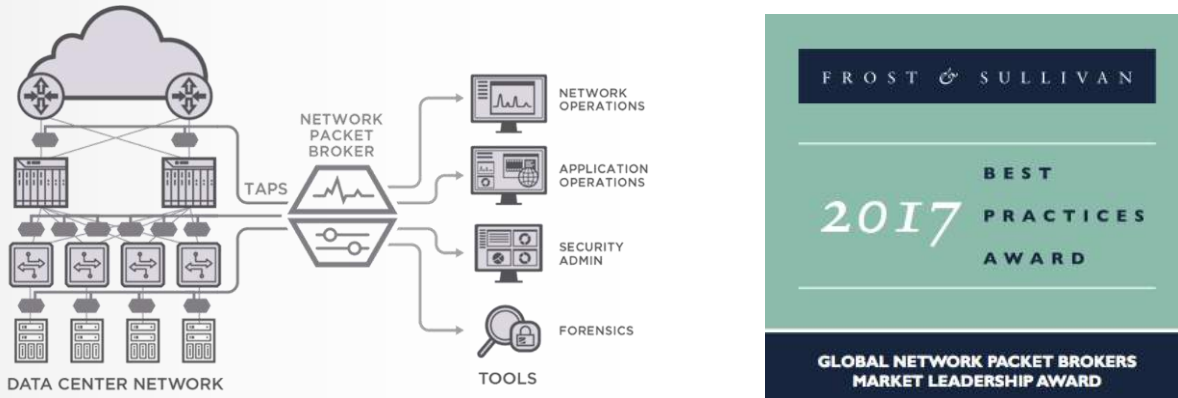 NETWORK
PACKET
BROKER
TAPS
NETWORK
OPERATIONS
APPLICATION
OPERATIONS
SECURITY
ADMIN
FORENSICS
DATA CENTER NETWORK
TOOLS
FROST & SULLIVAN
2017
BEST
PRACTICES
AWARD
GLOBAL NETWORK PACKET BROKERS
MARKET LEADERSHIP AWARD